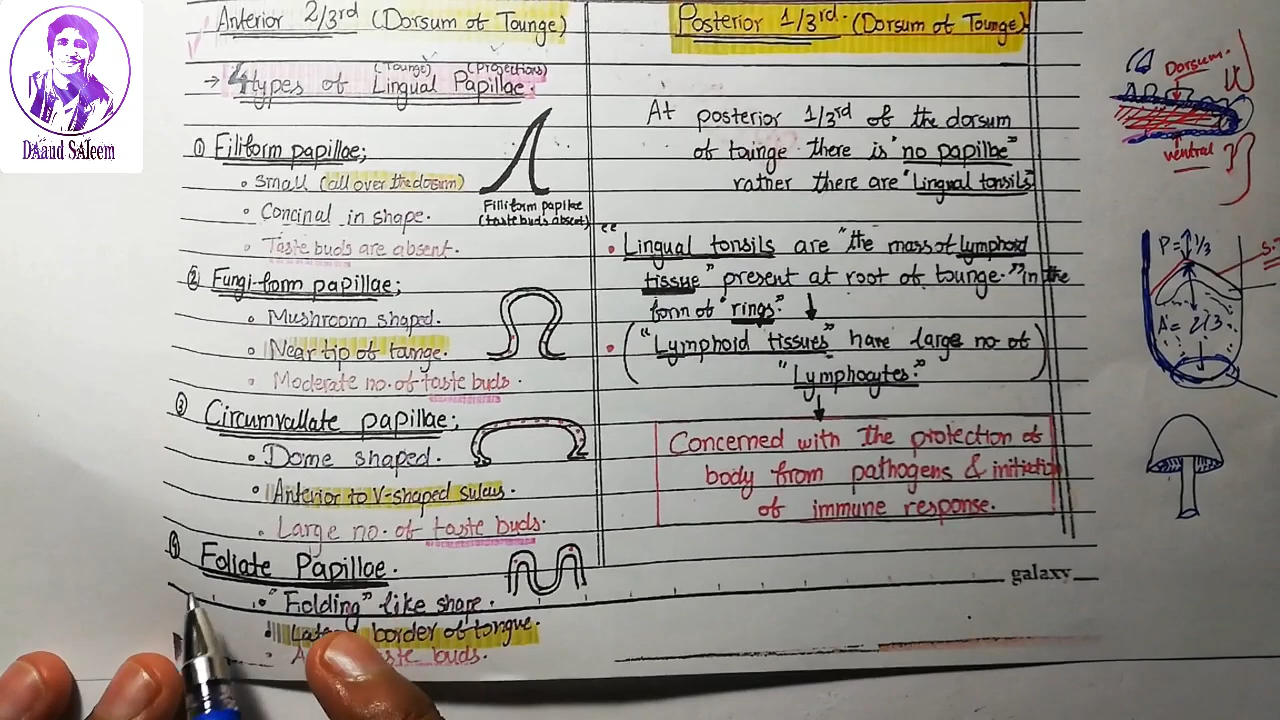 DAaud SAleem
Anterior 2/3rd (Dorsum of Tounge)
(Tounge) (Projections)
→ 4 types of Lingual Papillae.
① Filiform papillae;
• Small (all over the dorsum)
• Concinal in shape.
• Taste buds are absent.
Filliform papillae
(taste buds absent)
② Fungi-form papillae;
• Mushroom shaped.
• Near tip of tounge.
• Moderate no. of taste buds.
③ Circumvallate papillae;
• Dome shaped.
• Anterior to V-shaped sulcus.
• Large no. of taste buds.
④ Foliate Papillae.
• "Folding" like shape.
• border of tongue.
• buds.
Posterior 1/3rd. (Dorsum of Tounge)
At posterior 1/3rd of the dorsum
of tounge there is "no papillae"
rather there are "Lingual tonsils"
"
• Lingual tonsils are "the mass of lymphoid
tissue" present at root of tounge." in the
form of "rings".
• ("Lymphoid tissues" have large no of
"Lymphocytes."
Concerned with the protection of
body from pathogens & initiation
of immune response.
galaxy
Dorsum.
ventral
P= 1/3
A= 2/3